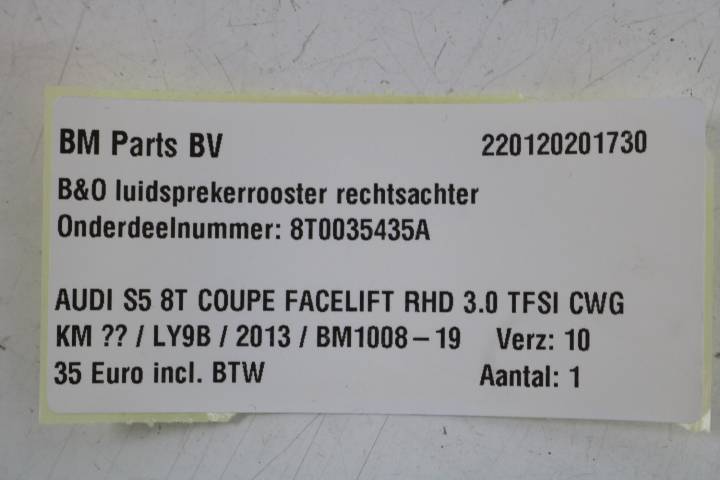 BM Parts BV 220120201730
B&O luidsprekerrooster rechtsachter
Onderdeelnummer: 8T0035435A
AUDI S5 8T COUPE FACELIFT RHD 3.0 TFSI CWG
KM ?? / LY9B / 2013 / BM1008-19 Verz: 10
35 Euro incl. BTW Aantal: 1